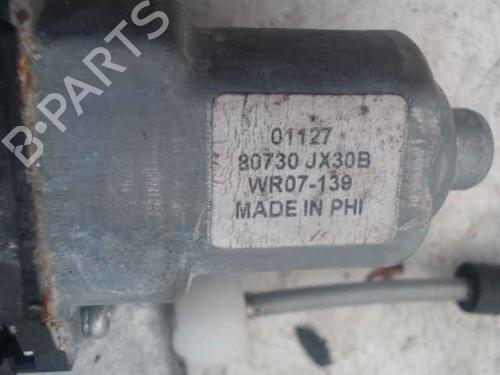 01127
80730 JX30B
WR07-139
MADE IN PHI
B-PARTS